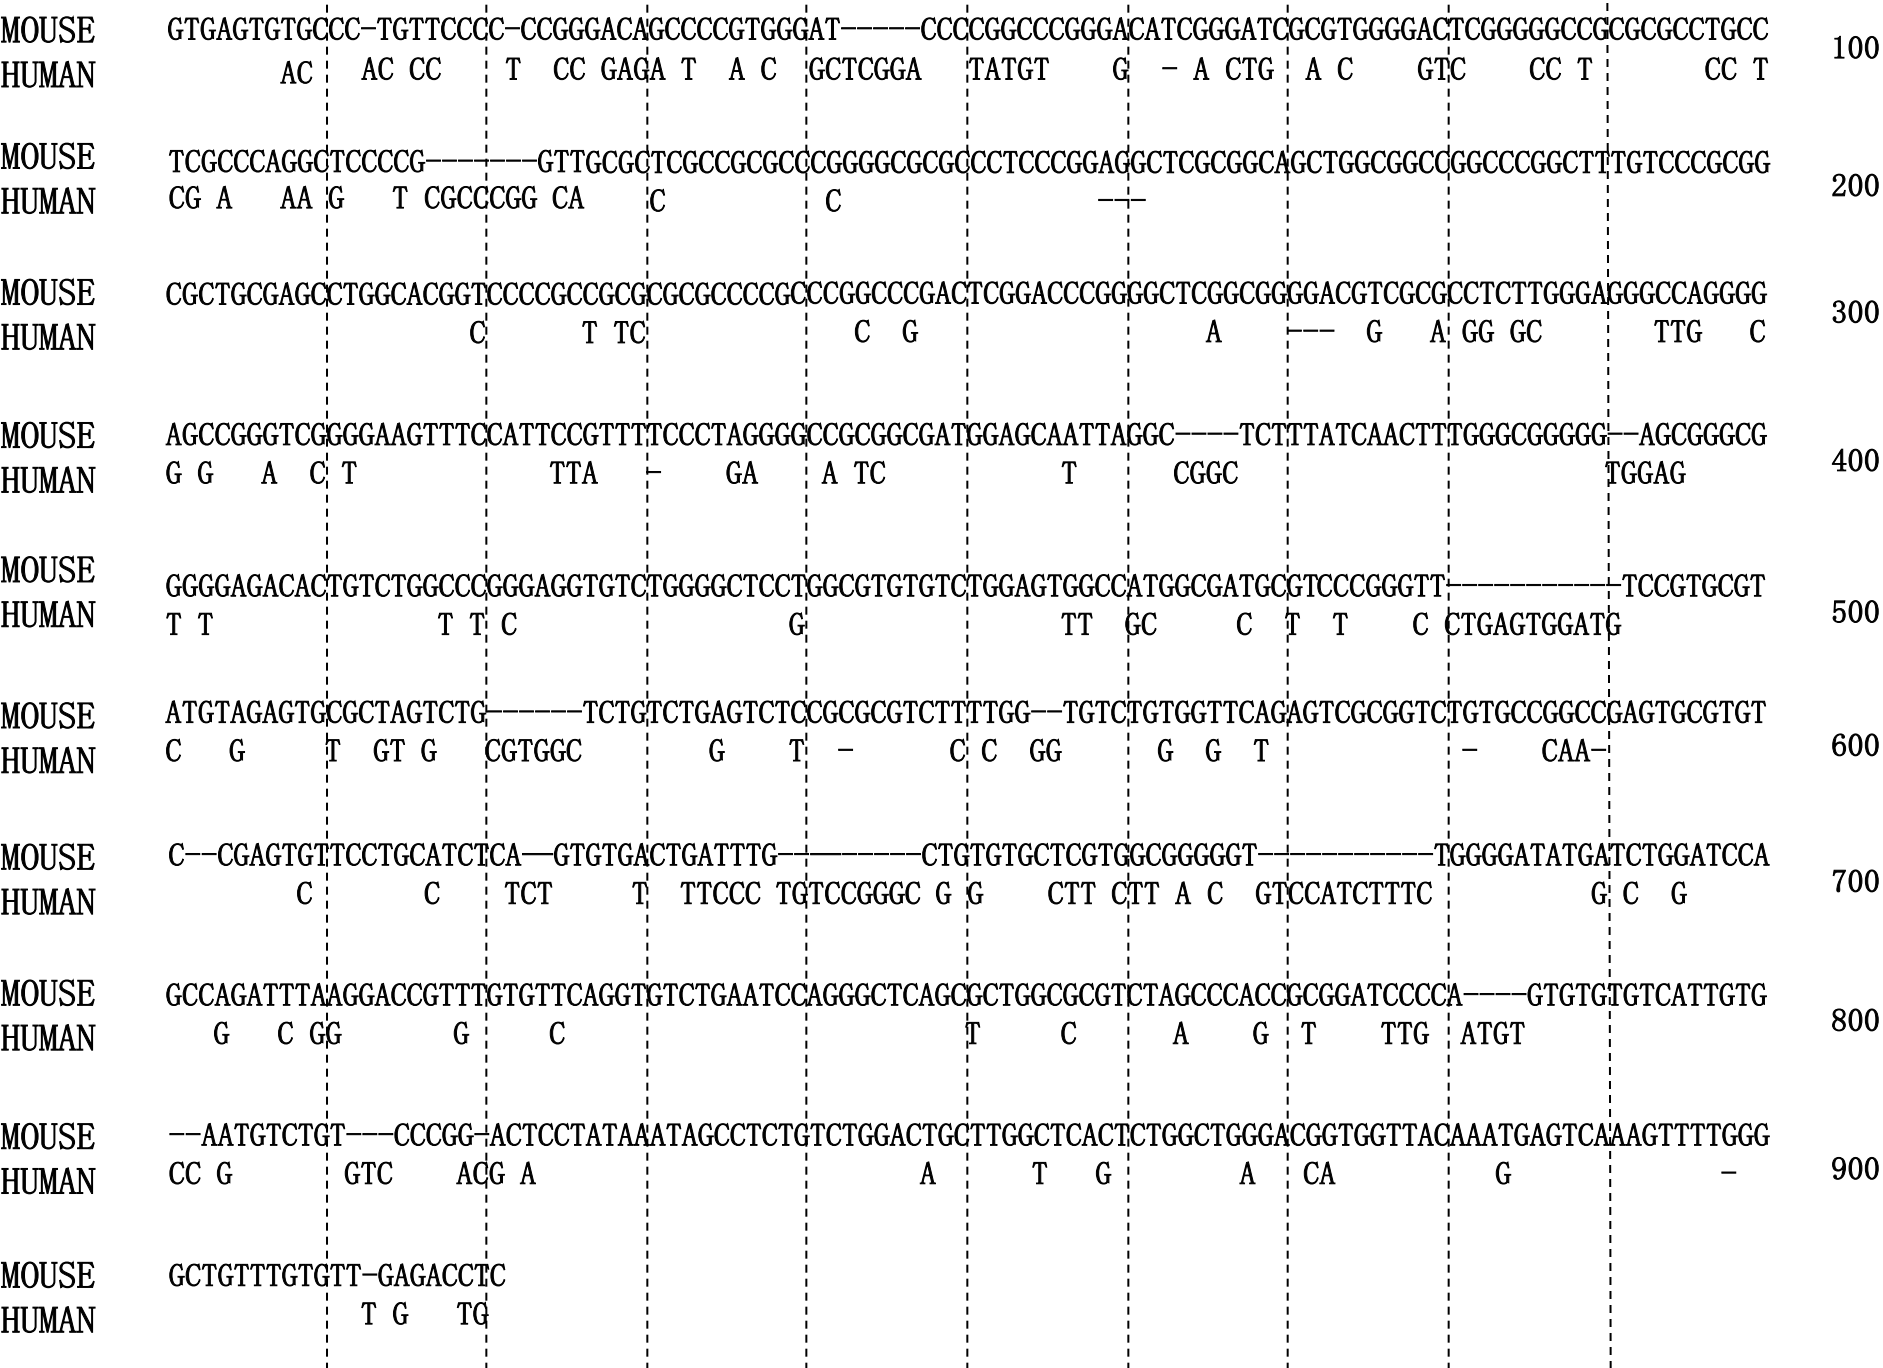 MOUSE GTGAGTGTGCCC-TGTTCCCC-CCGGGACAGCCCCGTGGGAT-----CCCCGGCCCGGGACATCGGGATCGCGTGGGGACTCGGGGGCCGCGCGCCTGCC 100
HUMAN AC AC CC T CC GAGA T A C GCTCGGA TATGT G - A CTG A C GTC CC T CC T
MOUSE TCGCCCAGGCTCCCCG-------GTTGCGCTCGCCGCGCCCGGGGCGCGCCCTCCCGGAGGCTCGCGGCAGCTGGCGGCCGGCCCGGCTTTGTCCCGCGG 200
HUMAN CG A AA G T CGCCCGG CA C C ---
MOUSE CGCTGCGAGCCTGGCACGGTCCCCGCCGCGCGCGCCCCGCCCGGCCCGACTCGGACCCGGGGCTCGGCGGGGACGTCGCGCCTCTTGGGAGGGCCAGGGG 300
HUMAN C T TC C G A --- G A GG GC TTG C
MOUSE AGCCGGGTCGGGGAAGTTTCCATTCCGTTTTCCCTAGGGGCCGCGGCGATGGAGCAATTAGGC----TCTTTATCAACTTTGGGCGGGGG--AGCGGGCG 400
HUMAN G G A C T TTA - GA A TC T CGGC TGGAG
MOUSE GGGGAGACACTGTCTGGCCCGGGAGGTGTCTGGGGCTCCTGGCGTGTGTCTGGAGTGGCCATGGCGATGCGTCCCGGGTT-----------TCCGTGCGT 500
HUMAN T T T T C G TT GC C T T C CTGAGTGGATG
MOUSE ATGTAGAGTGCGCTAGTCTG------TCTGTCTGAGTCTCCGCGCGTCTTTTGG--TGTCTGTGGTTCAGAGTCGCGGTCTGTGCCGGCCGAGTGCGTGT 600
HUMAN C G T GT G CGTGGC G T - C C GG G G T - CAA-
MOUSE C--CGAGTGTTCCTGCATCTCA--GTGTGACTGATTTG---------CTGTGTGCTCGTGGCGGGGGT-----------TGGGGATATGATCTGGATCCA 700
HUMAN C C TCT T TTCCC TGTCCGGGC G G CTT CTT A C GTCCATCTTTC G C G
MOUSE GCCAGATTTAAGGACCGTTTGTGTTCAGGTGTCTGAATCCAGGGCTCAGCGCTGGCGCGTCTAGCCCACCGCGGATCCCCA----GTGTGTGTCATTGTG 800
HUMAN G C GG G C T C A G T TTG ATGT
MOUSE --AATGTCTGT---CCCGG-ACTCCTATAAATAGCCTCTGTCTGGACTGCTTGGCTCACTCTGGCTGGGACGGTGGTTACAAATGAGTCAAAGTTTTGGG 900
HUMAN CC G GTC ACG A A T G A CA G -
MOUSE GCTGTTTGTGTT-GAGACCTC
HUMAN T G TG